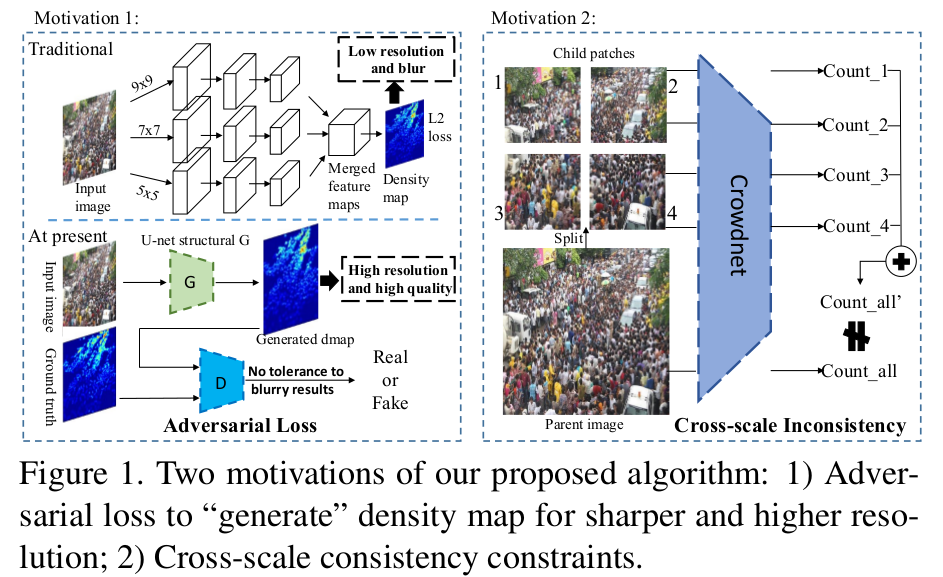 Motivation 1:
Traditional
9x9
7x7
5x5
Input
image
Merged
feature
maps
Low resolution
and blur
L2
loss
Density
map
At present
U-net structural G
Input image
G
High resolution
and high quality
Generated dmap
Ground truth
D
No tolerance to
blurry results
Real
or
Fake
Adversarial Loss
Motivation 2:
Child patches
1
2
3
4
Split
Parent image
Crowdnet
Count_1
Count_2
Count_3
Count_4
Count_all’
Count_all
Cross-scale Inconsistency
Figure 1. Two motivations of our proposed algorithm: 1) Adver-
sarial loss to “generate” density map for sharper and higher reso-
lution; 2) Cross-scale consistency constraints.